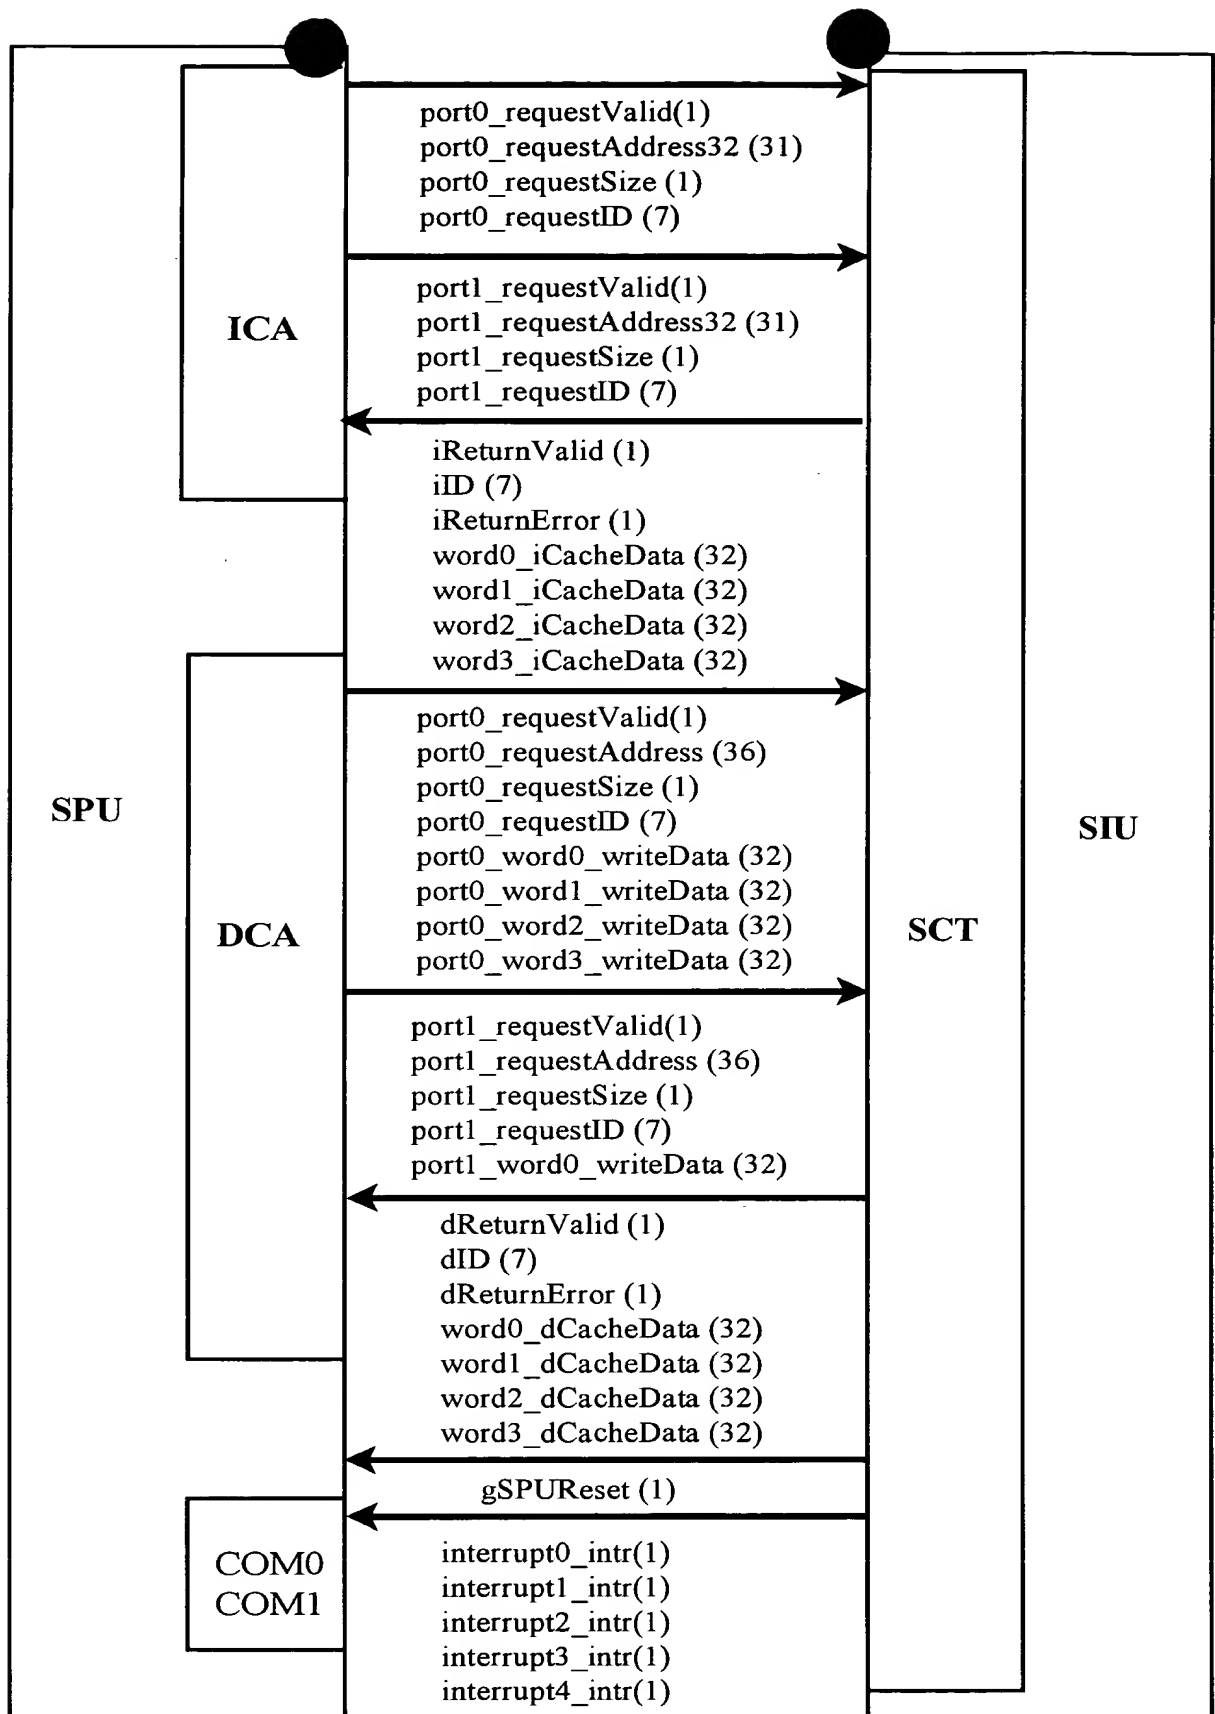 port0_requestValid(1)
port0_requestAddress32 (31)
port0_requestSize (1)
port0_requestID (7)
port1_requestValid(1)
port1_requestAddress32 (31)
port1_requestSize (1)
port1_requestID (7)
ICA
iReturnValid (1)
iID (7)
iReturnError (1)
word0_iCacheData (32)
word1_iCacheData (32)
word2_iCacheData (32)
word3_iCacheData (32)
port0_requestValid(1)
port0_requestAddress (36)
port0_requestSize (1)
port0_requestID (7)
port0_word0_writeData (32)
port0_word1_writeData (32)
port0_word2_writeData (32)
port0_word3_writeData (32)
SPU
DCA
SCT
SIU
port1_requestValid(1)
port1_requestAddress (36)
port1_requestSize (1)
port1_requestID (7)
port1_word0_writeData (32)
dReturnValid (1)
dID (7)
dReturnError (1)
word0_dCacheData (32)
word1_dCacheData (32)
word2_dCacheData (32)
word3_dCacheData (32)
gSPUReset (1)
COM0
COM1
interrupt0_intr(1)
interrupt1_intr(1)
interrupt2_intr(1)
interrupt3_intr(1)
interrupt4_intr(1)